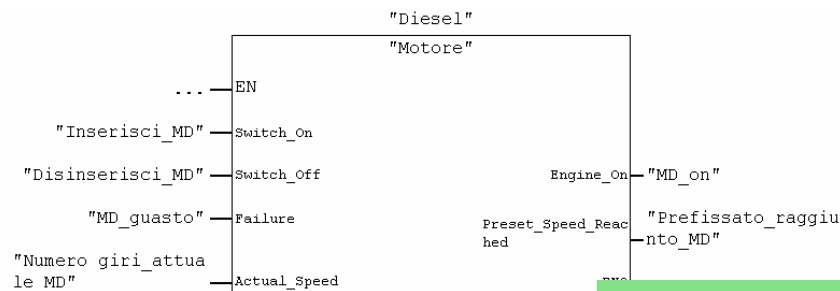 "Diesel"
"Motore"
... EN
"Inserisci_MD" Switch_On
"Disinserisci_MD" Switch_Off Engine_On "MD_on"
"MD_guasto" Failure Preset_Speed_Reac "Prefissato_raggiu
hed nto_MD"
"Numero giri_attua
le MD" Actual_Speed